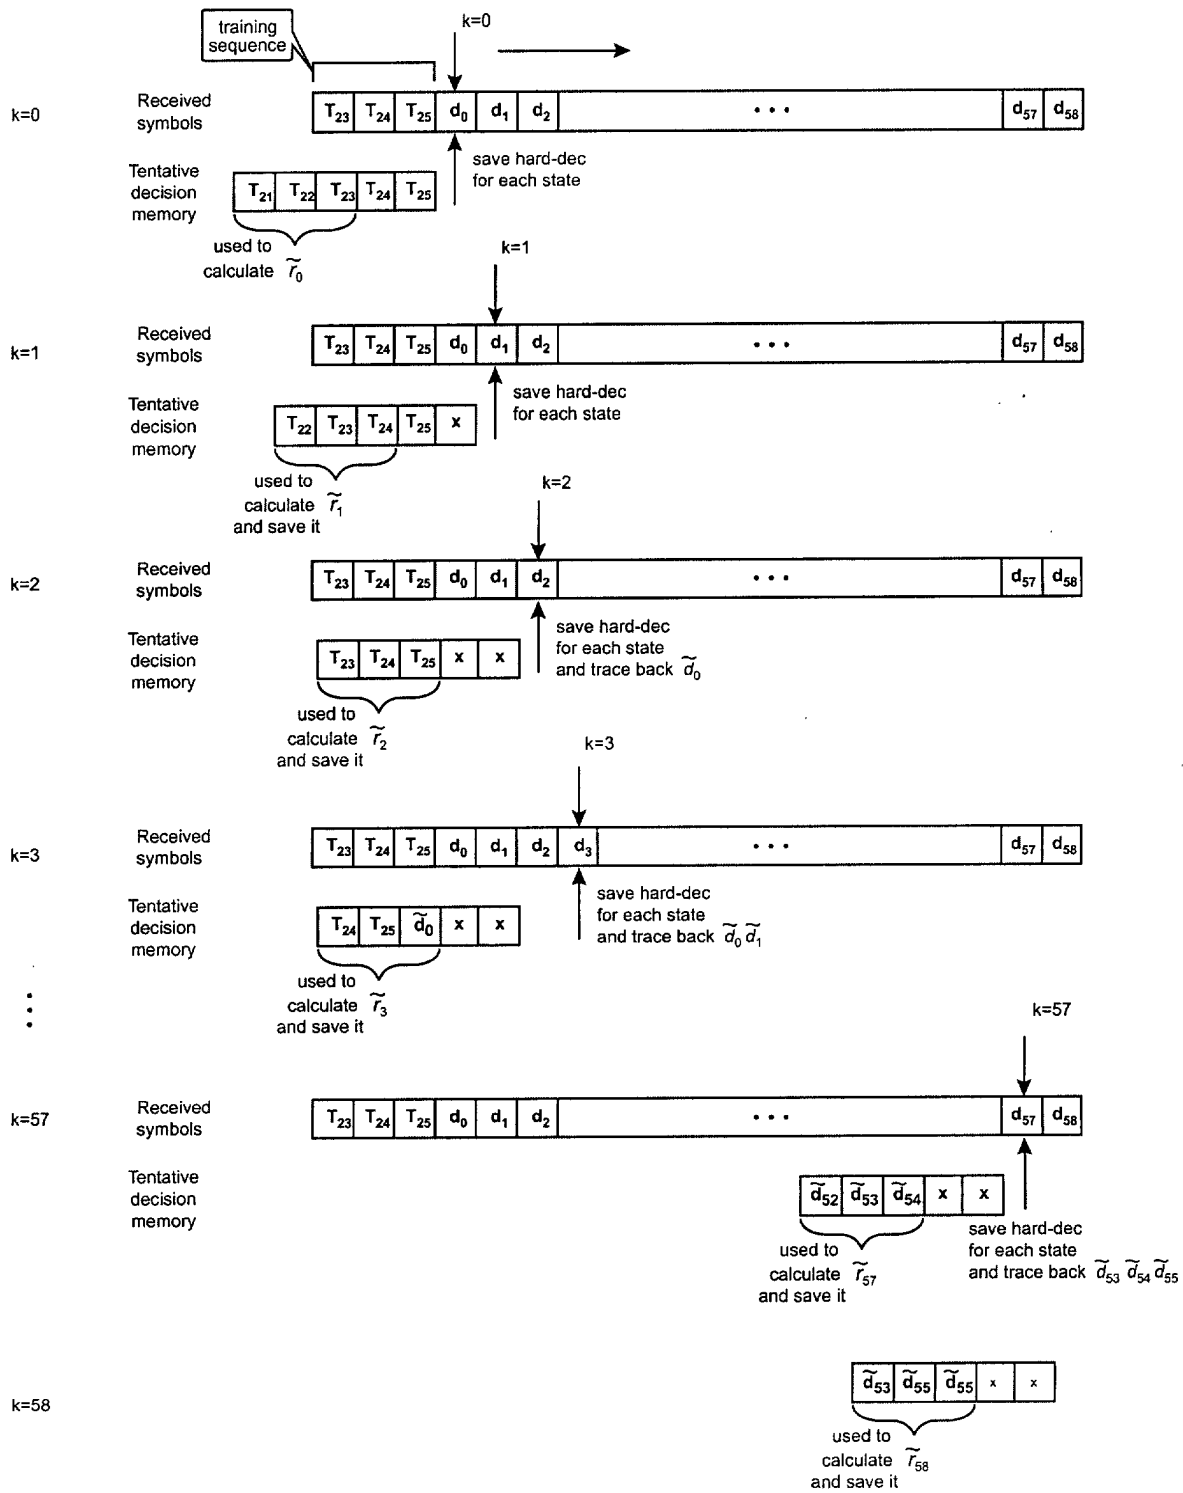 training
sequence
k=0
k=0
Received
symbols
T23 T24 T25 d0 d1 d2 • • • d57 d58
Tentative
decision
memory
T21 T22 T23 T24 T25
save hard-dec
for each state
used to
calculate r̃0
k=1
k=1
Received
symbols
T23 T24 T25 d0 d1 d2 • • • d57 d58
Tentative
decision
memory
T22 T23 T24 T25 x
save hard-dec
for each state
used to
calculate r̃1
and save it
k=2
k=2
Received
symbols
T23 T24 T25 d0 d1 d2 • • • d57 d58
Tentative
decision
memory
T23 T24 T25 x x
save hard-dec
for each state
and trace back d̃0
used to
calculate r̃2
and save it
k=3
k=3
Received
symbols
T23 T24 T25 d0 d1 d2 d3 • • • d57 d58
Tentative
decision
memory
T24 T25 d̃0 x x
save hard-dec
for each state
and trace back d̃0 d̃1
used to
calculate r̃3
and save it
k=57
k=57
Received
symbols
T23 T24 T25 d0 d1 d2 • • • d57 d58
Tentative
decision
memory
d̃52 d̃53 d̃54 x x
save hard-dec
for each state
and trace back d̃53 d̃54 d̃55
used to
calculate r̃57
and save it
k=58
d̃53 d̃55 d̃55 x x
used to
calculate r̃58
and save it